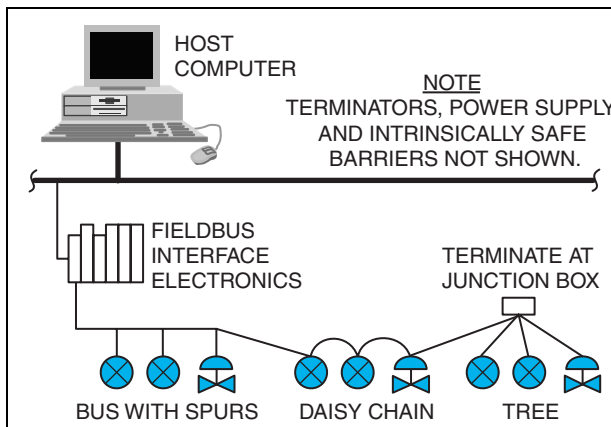 HOST
COMPUTER
NOTE
TERMINATORS, POWER SUPPLY
AND INTRINSICALLY SAFE
BARRIERS NOT SHOWN.
FIELDBUS
INTERFACE
ELECTRONICS
TERMINATE AT
JUNCTION BOX
BUS WITH SPURS
DAISY CHAIN
TREE